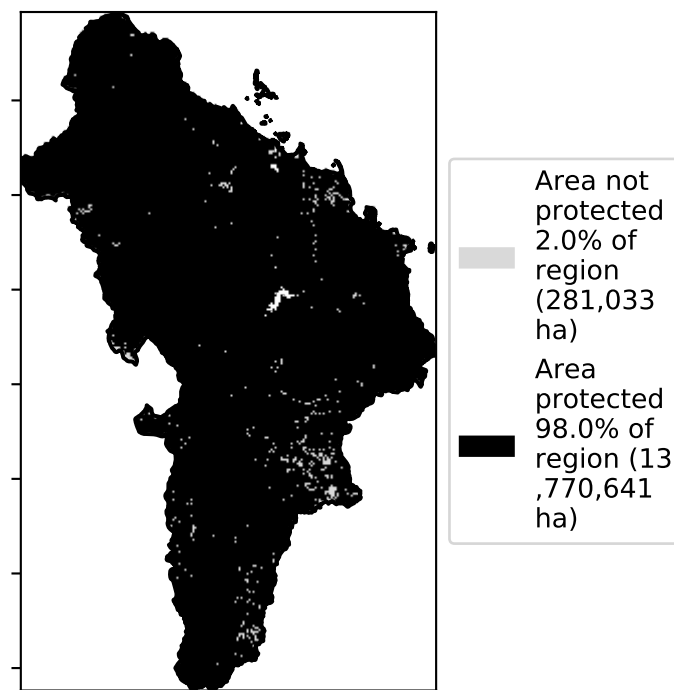 Area not
protected
2.0% of
region
(281,033
ha)
Area
protected
98.0% of
region (13
,770,641
ha)